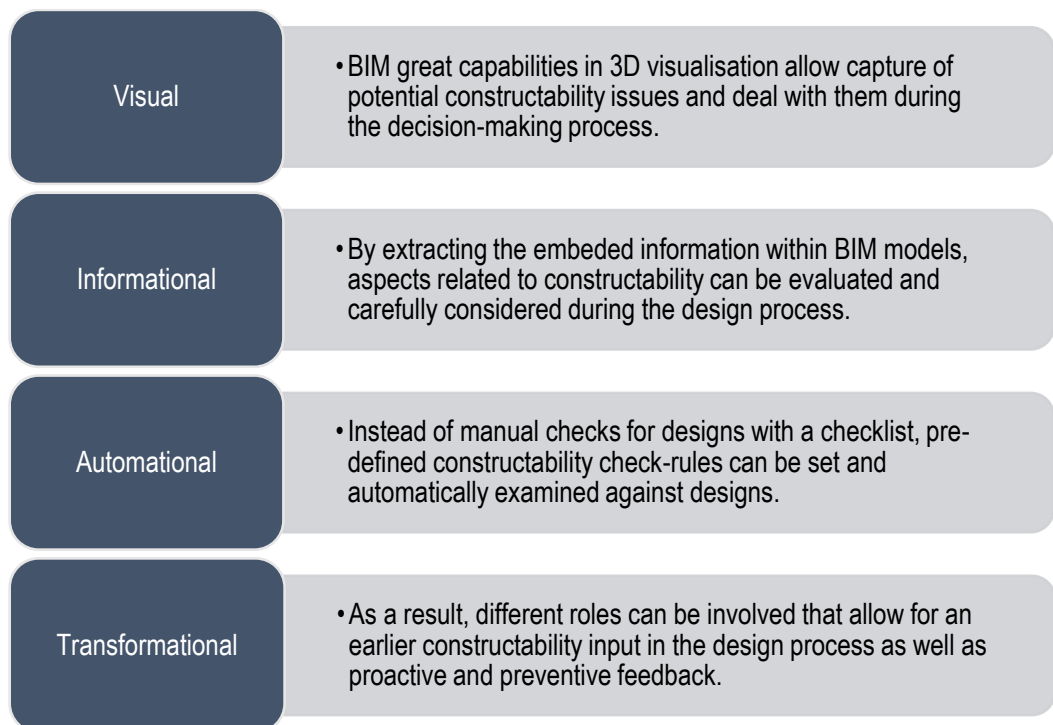 Visual
•BIM great capabilities in 3D visualisation allow capture of
potential constructability issues and deal with them during
the decision-making process.
Informational
•By extracting the embeded information within BIM models,
aspects related to constructability can be evaluated and
carefully considered during the design process.
Automational
•Instead of manual checks for designs with a checklist, pre-
defined constructability check-rules can be set and
automatically examined against designs.
Transformational
•As a result, different roles can be involved that allow for an
earlier constructability input in the design process as well as
proactive and preventive feedback.